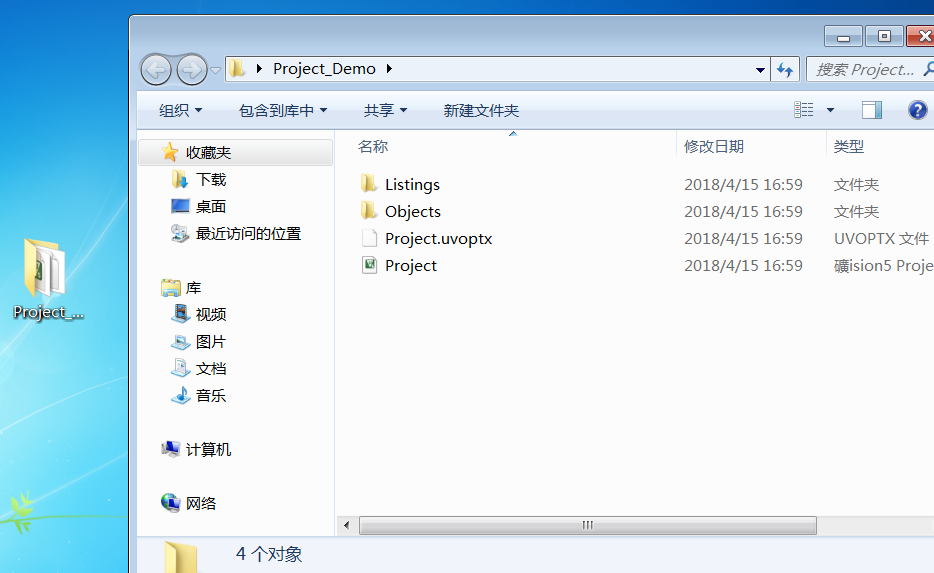 Project_Demo
搜索 Project...
组织 包含到库中 共享 新建文件夹
名称 修改日期 类型
收藏夹
下载
桌面
最近访问的位置
库
视频
图片
文档
音乐
计算机
网络
Listings 2018/4/15 16:59 文件夹
Objects 2018/4/15 16:59 文件夹
Project.uvoptx 2018/4/15 16:59 UVOPTX 文件
Project 2018/4/15 16:59 礦ision5 Proje
4 个对象
Project_...